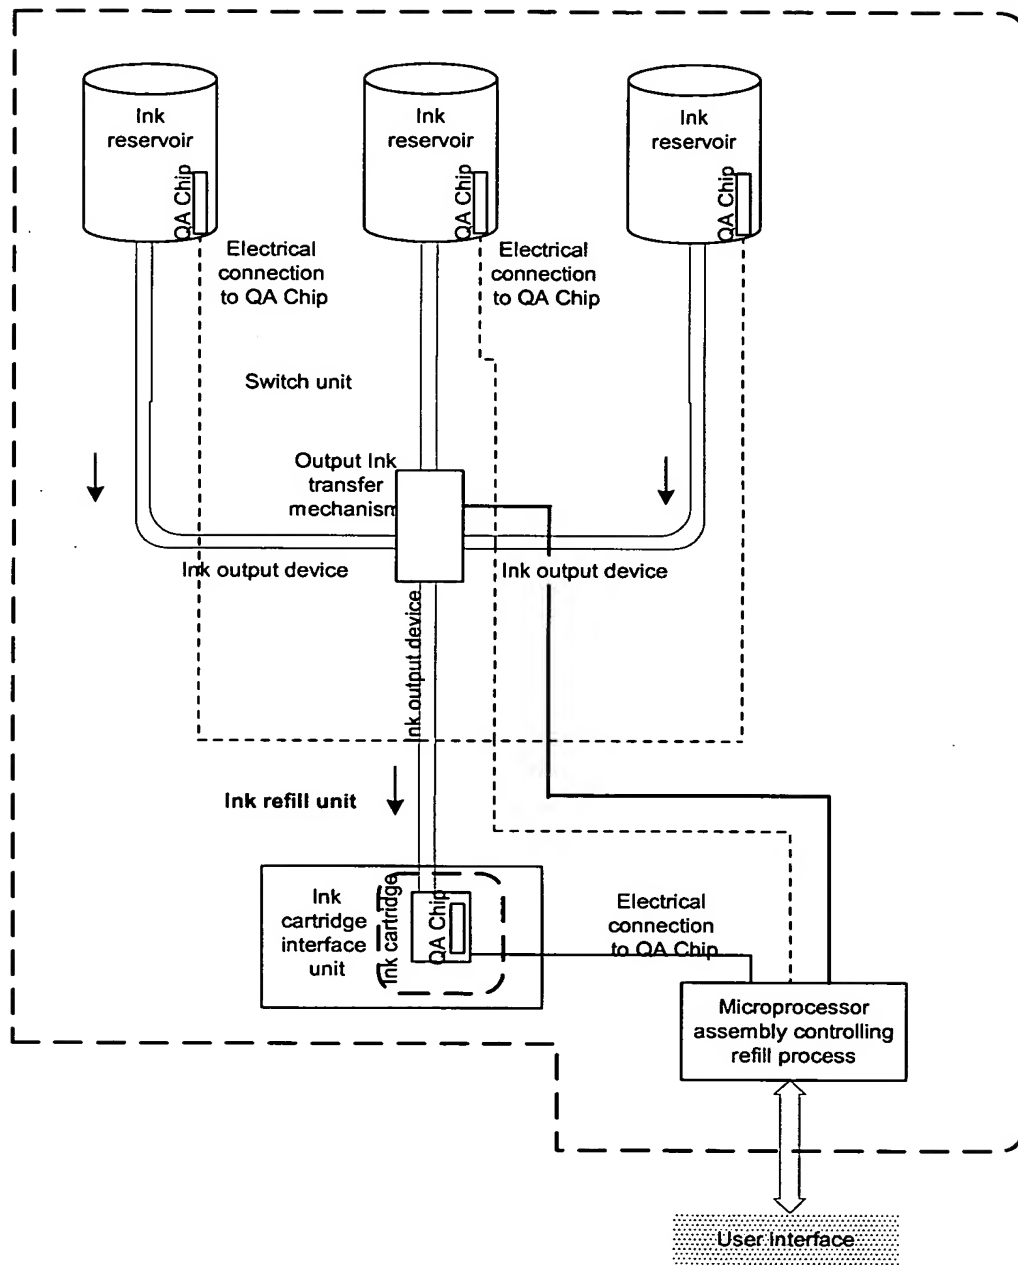 Ink
reservoir
QA Chip
Ink
reservoir
QA Chip
Ink
reservoir
QA Chip
Electrical
connection
to QA Chip
Electrical
connection
to QA Chip
Switch unit
Output Ink
transfer
mechanism
Ink output device
Ink output device
Ink output device
Ink refill unit
Ink
cartridge
interface
unit
Ink cartridge
QA Chip
Electrical
connection
to QA Chip
Microprocessor
assembly controlling
refill process
User interface